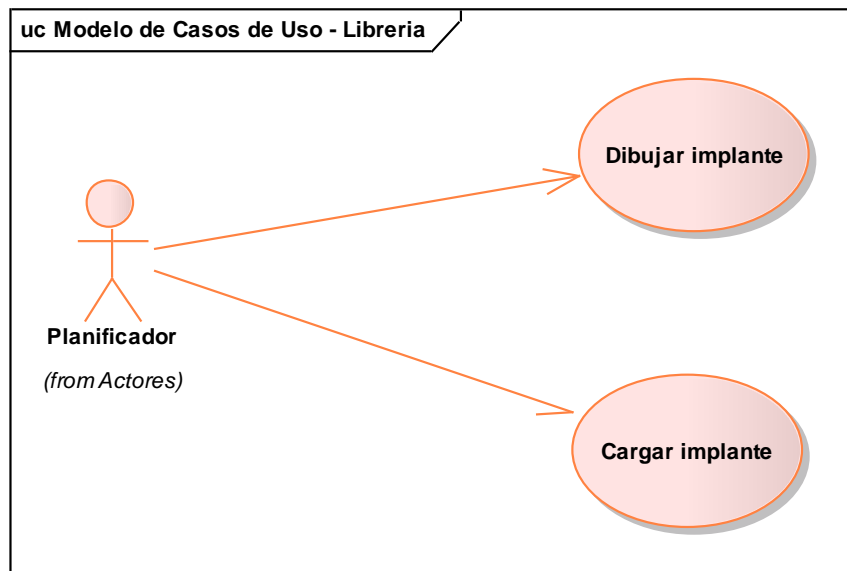 uc Modelo de Casos de Uso - Libreria
Dibujar implante
Planificador
(from Actores)
Cargar implante